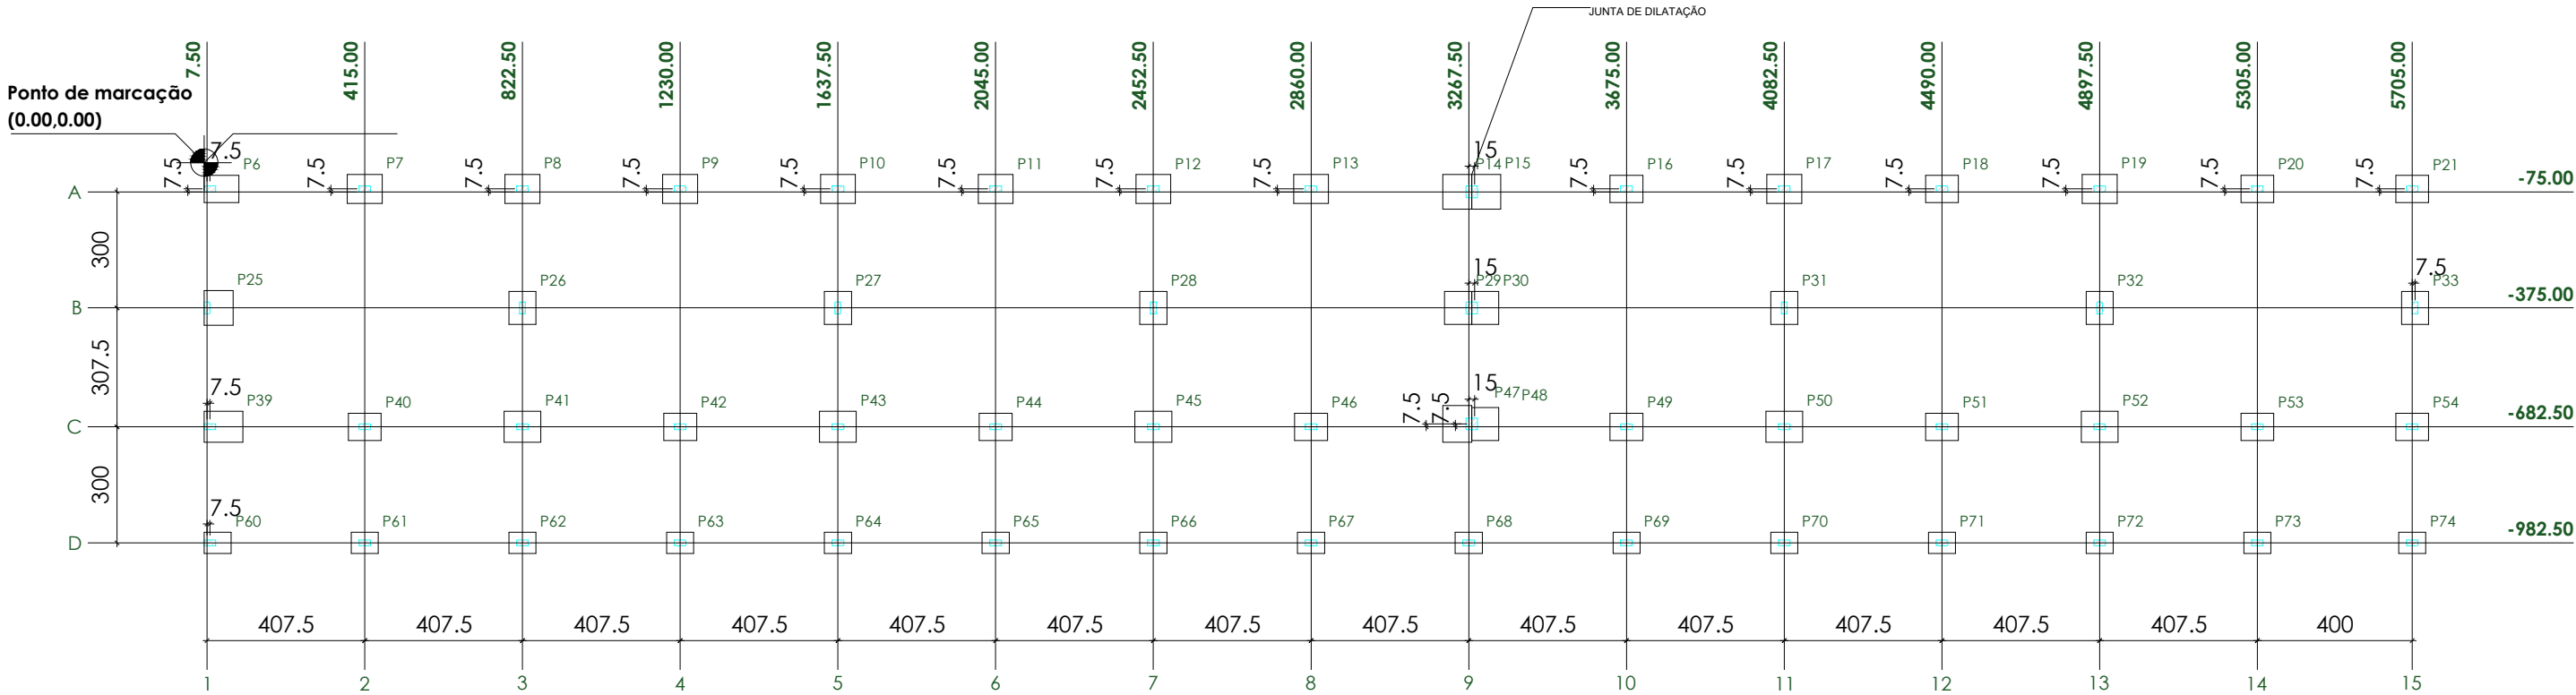 JUNTA DE DILATAÇÃO
7.50 415.00 822.50 1230.00 1637.50 2045.00 2452.50 2860.00 3267.50 3675.00 4082.50 4490.00 4897.50 5305.00 5705.00
Ponto de marcação
(0.00,0.00)
7.5 15
P6 P7 P8 P9 P10 P11 P12 P13 P14 P15 P16 P17 P18 P19 P20 P21
7.5 7.5 7.5 7.5 7.5 7.5 7.5 7.5 7.5 7.5 7.5 7.5 7.5 7.5
A -75.00
300
15 7.5
P25 P26 P27 P28 P29 P30 P31 P32 P33
B -375.00
307.5
7.5 15
P39 P40 P41 P42 P43 P44 P45 P46 7.5 7.5 P47 P48 P49 P50 P51 P52 P53 P54
C -682.50
300
7.5
P60 P61 P62 P63 P64 P65 P66 P67 P68 P69 P70 P71 P72 P73 P74
D -982.50
407.5 407.5 407.5 407.5 407.5 407.5 407.5 407.5 407.5 407.5 407.5 407.5 407.5 400
1 2 3 4 5 6 7 8 9 10 11 12 13 14 15